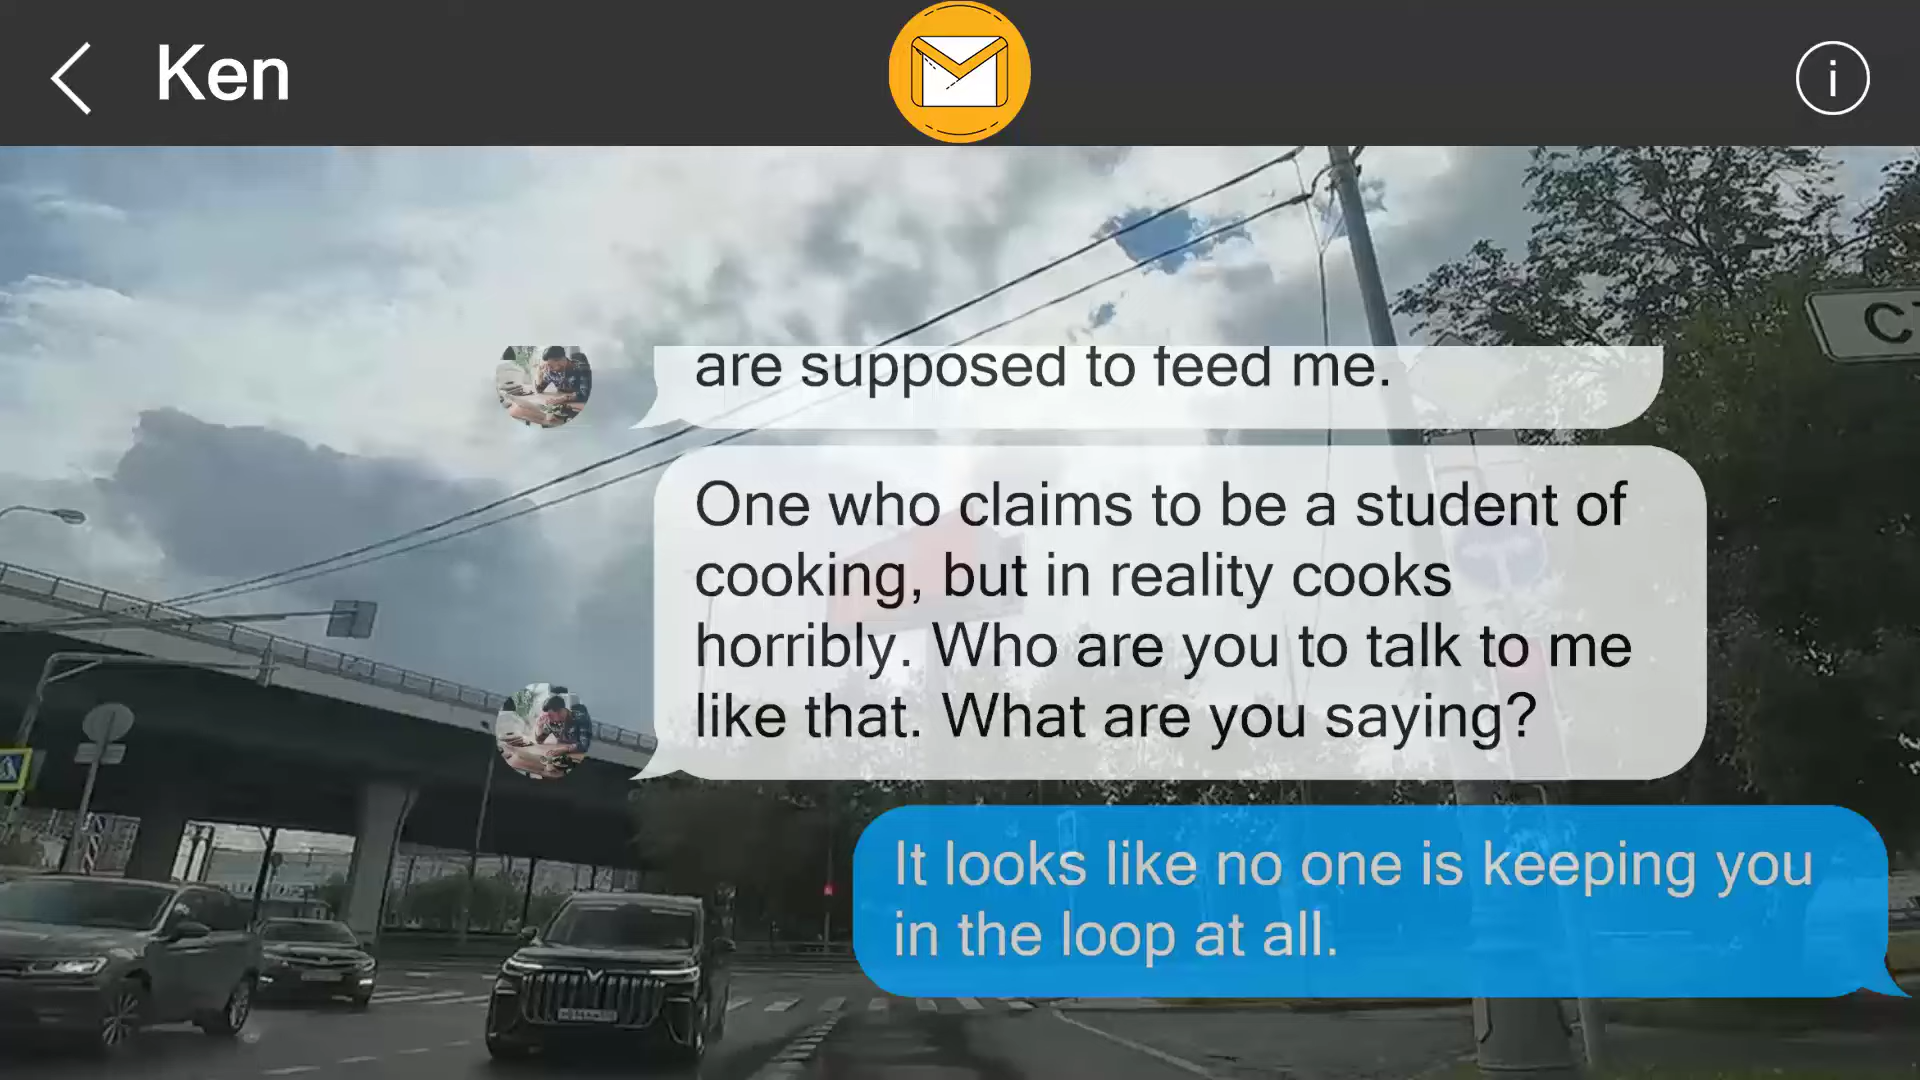 Ken
i
are supposed to feed me.
One who claims to be a student of
cooking, but in reality cooks
horribly. Who are you to talk to me
like that. What are you saying?
It looks like no one is keeping you
in the loop at all.